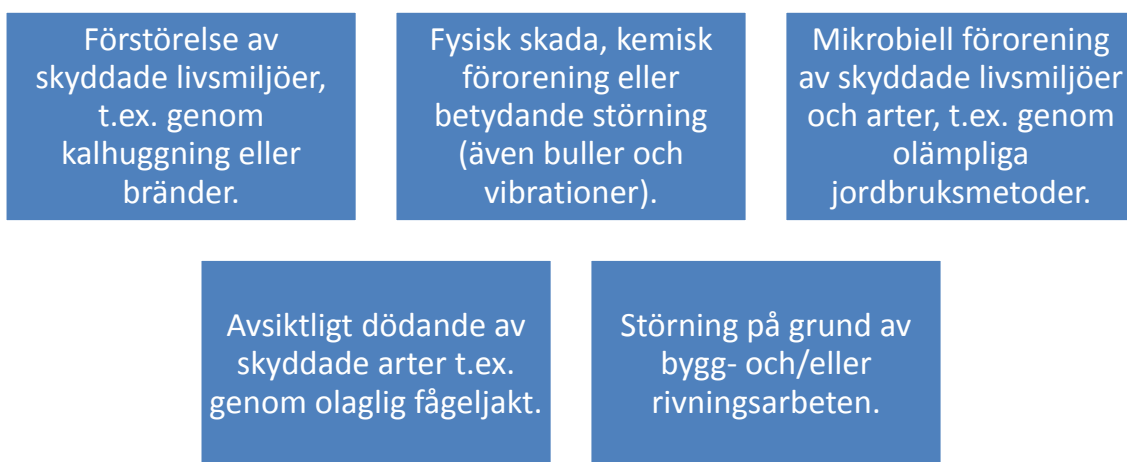 Förstörelse av
skyddade livsmiljöer,
t.ex. genom
kalhuggning eller
bränder.
Fysisk skada, kemisk
förorening eller
betydande störning
(även buller och
vibrationer).
Mikrobiell förorening
av skyddade livsmiljöer
och arter, t.ex. genom
olämpliga
jordbruksmetoder.
Avsiktligt dödande av
skyddade arter t.ex.
genom olaglig fågeljakt.
Störning på grund av
bygg- och/eller
rivningsarbeten.